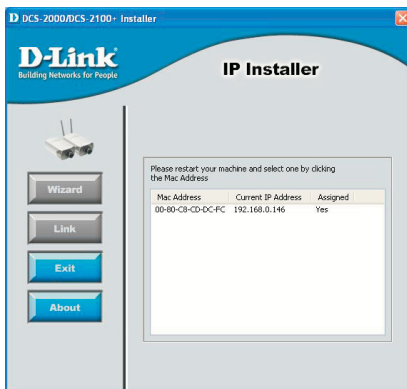 D DCS-2000/DCS-2100+ Installer
D-Link
Building Networks for People
IP Installer
Please restart your machine and select one by clicking
the Mac Address
Mac Address Current IP Address Assigned
00-80-C8-CD-DC-FC 192.168.0.146 Yes
Wizard
Link
Exit
About